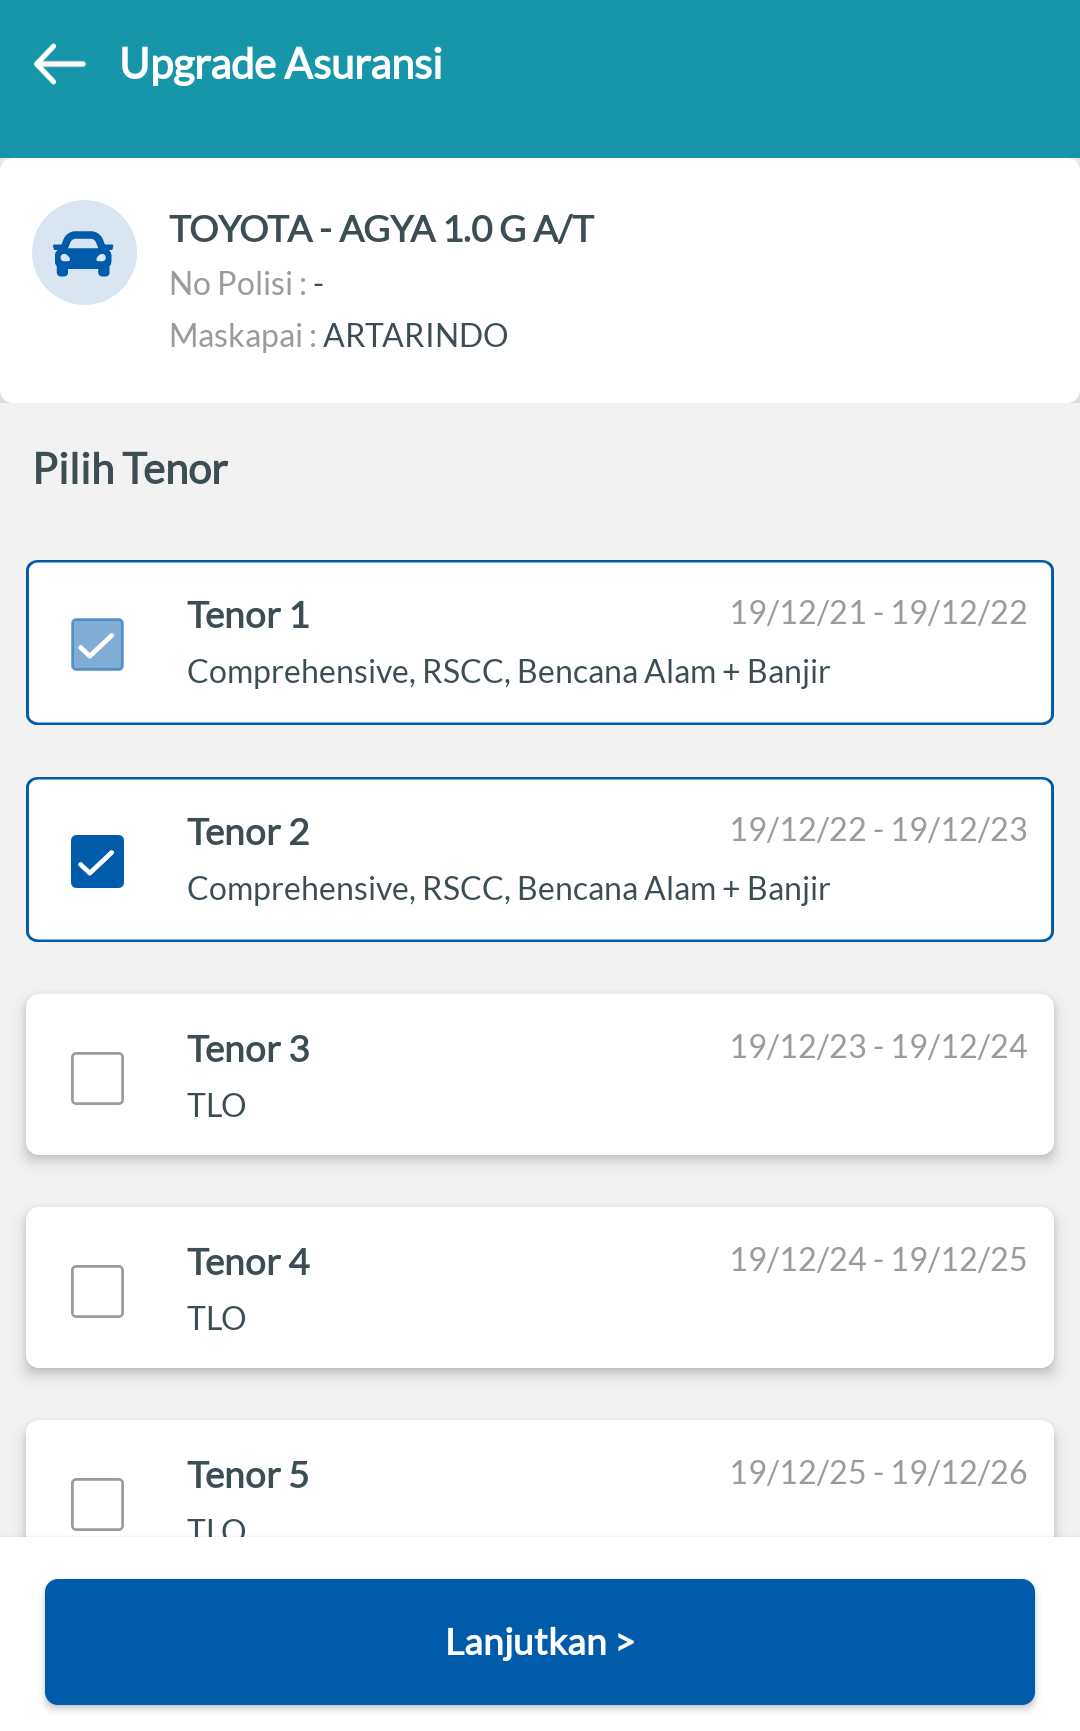 Upgrade Asuransi
TOYOTA - AGYA 1.0 G A/T
No Polisi : -
Maskapai : ARTARINDO
Pilih Tenor
Tenor 1
19/12/21 - 19/12/22
Comprehensive, RSCC, Bencana Alam + Banjir
Tenor 2
19/12/22 - 19/12/23
Comprehensive, RSCC, Bencana Alam + Banjir
Tenor 3
19/12/23 - 19/12/24
TLO
Tenor 4
19/12/24 - 19/12/25
TLO
Tenor 5
19/12/25 - 19/12/26
TLO
Lanjutkan >